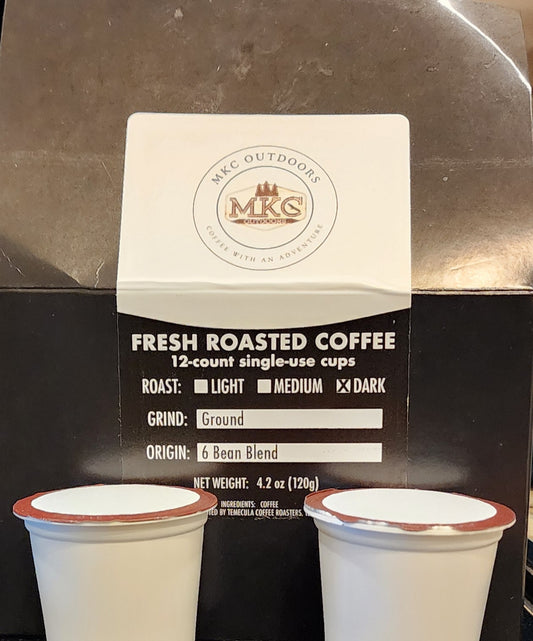 MKC OUTDOORS
MKC
OUTDOORS
COFFEE WITH AN ADVENTURE
FRESH ROASTED COFFEE
12-count single-use cups
ROAST: LIGHT MEDIUM DARK
GRIND: Ground
ORIGIN: 6 Bean Blend
NET WEIGHT: 4.2 oz (120g)
INGREDIENTS: COFFEE
BY TEMECULA COFFEE ROASTERS,